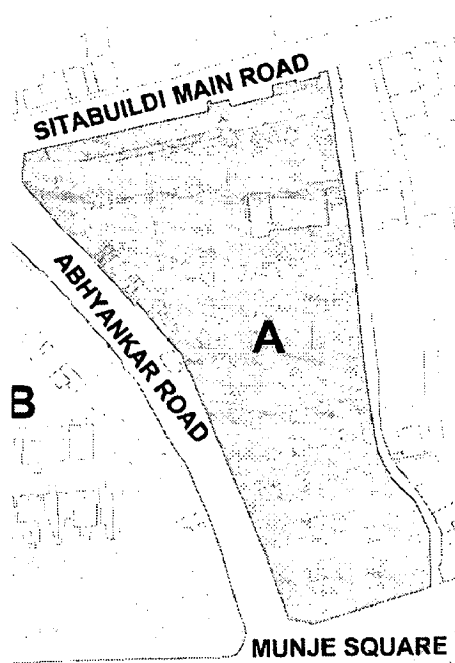 SITABUILDI MAIN ROAD
ABHYANKAR ROAD
A
B
MUNJE SQUARE